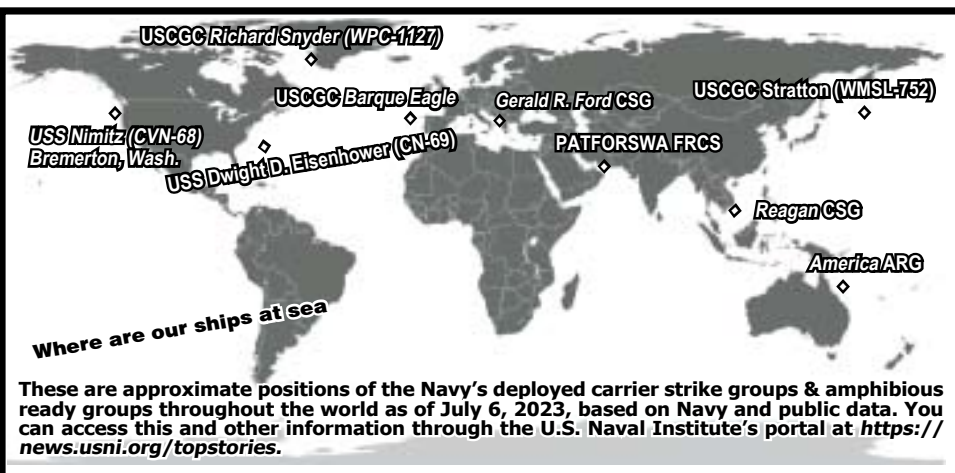 USCGC Richard Snyder (WPC-1127)
USCGC Barque Eagle
Gerald R. Ford CSG
USCGC Stratton (WMSL-752)
USS Nimitz (CVN-68)
Bremerton, Wash.
USS Dwight D. Eisenhower (CN-69)
PATFORSWA FRCS
Reagan CSG
America ARG
Where are our ships at sea
These are approximate positions of the Navy's deployed carrier strike groups & amphibious
ready groups throughout the world as of July 6, 2023, based on Navy and public data. You
can access this and other information through the U.S. Naval Institute's portal at https://
news.usni.org/topstories.